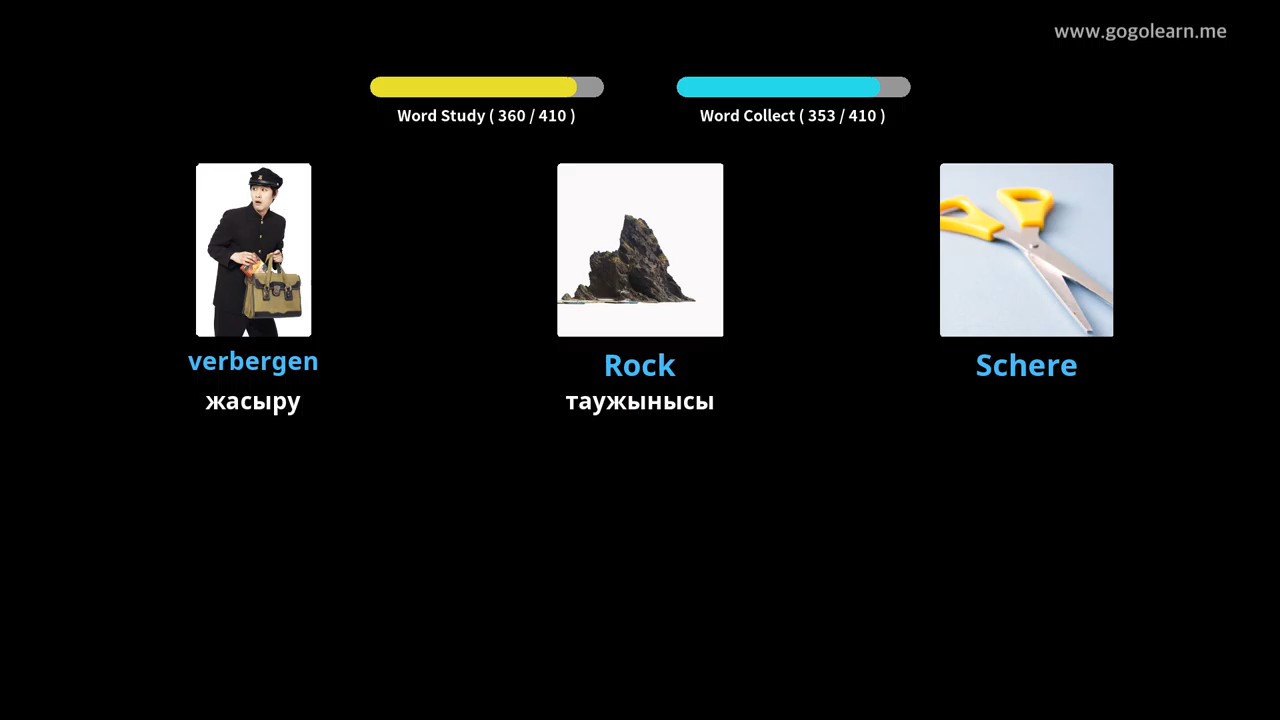 www.gogolearn.me
Word Study ( 360 / 410 )
Word Collect ( 353 / 410 )
verbergen
жасыру
Rock
таужынысы
Schere